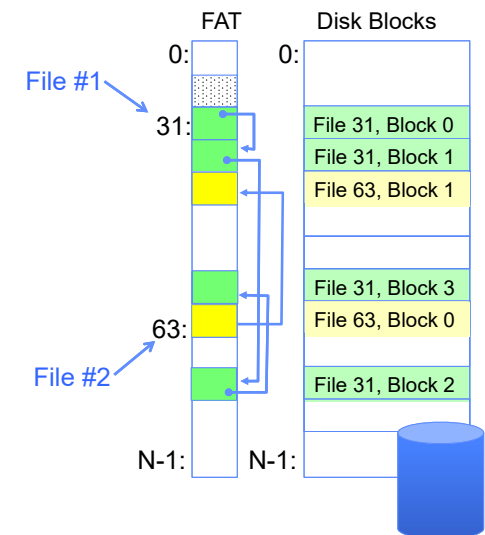 FAT Disk Blocks
0: 0:
File #1
31: File 31, Block 0
File 31, Block 1
File 63, Block 1
File 31, Block 3
63: File 63, Block 0
File #2
File 31, Block 2
N-1: N-1: